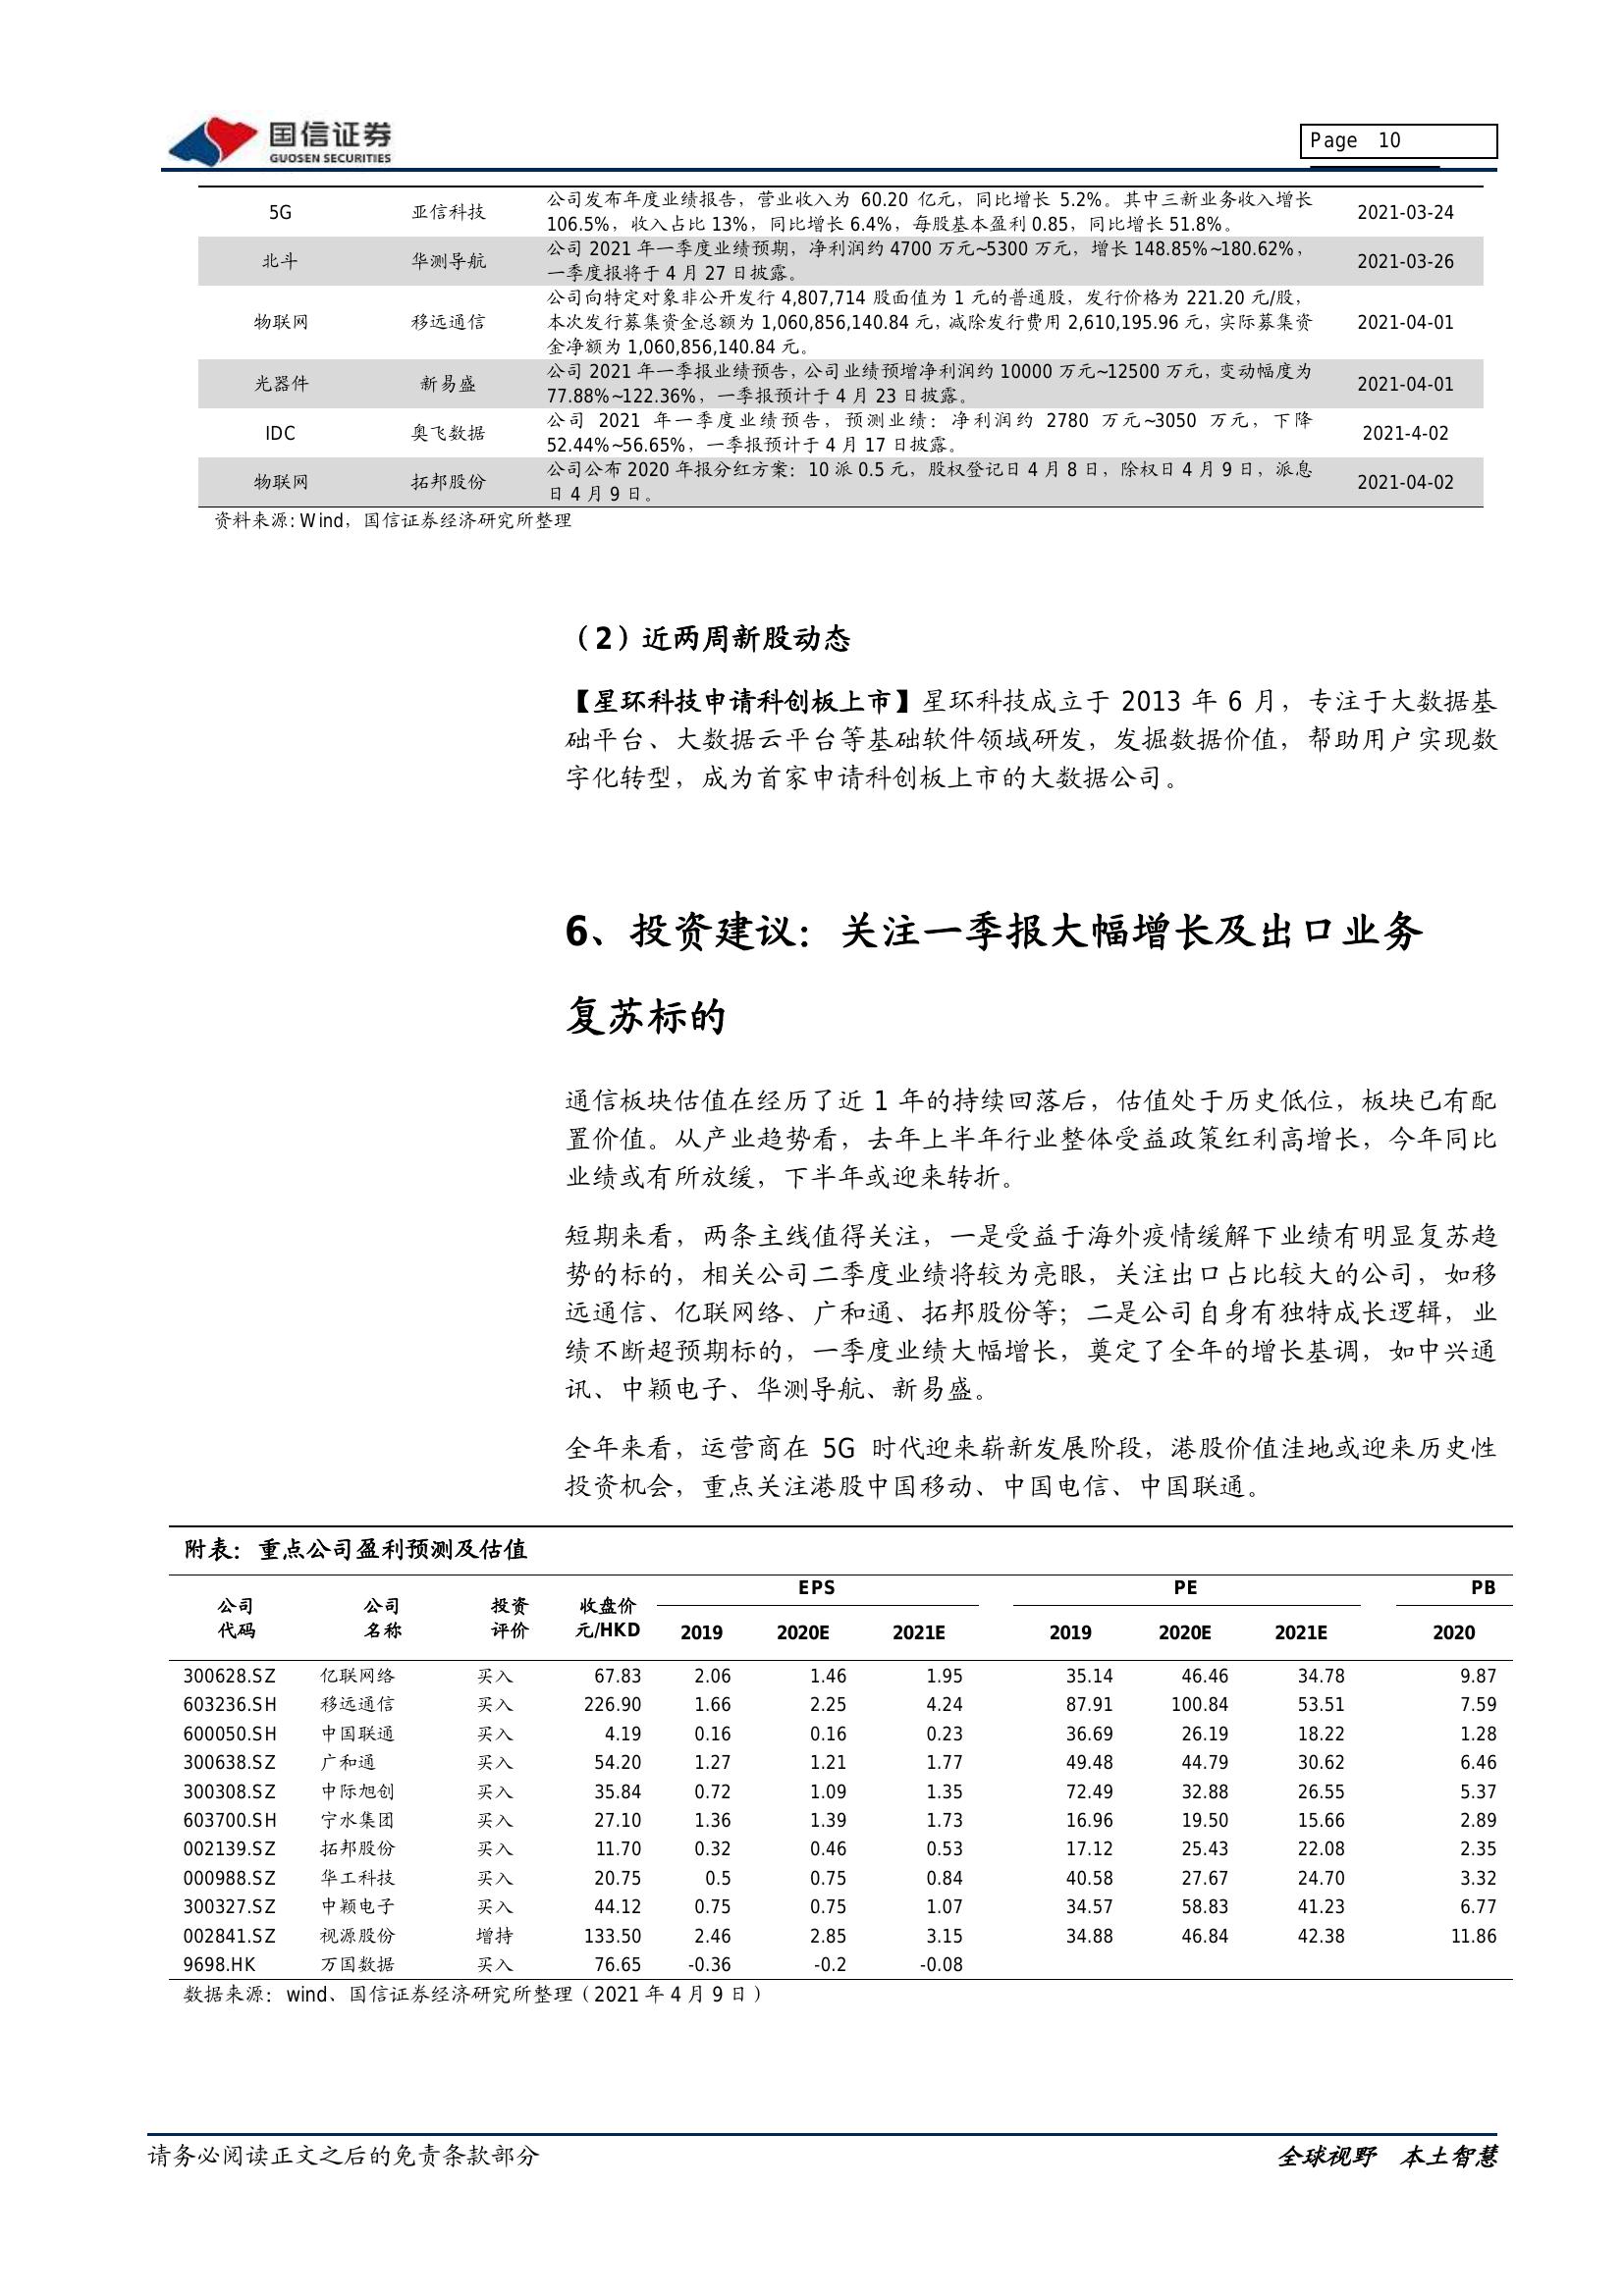 国信证券
GUOSEN SECURITIES
Page 10
5G 亚信科技 公司发布年度业绩报告，营业收入为 60.20 亿元，同比增长 5.2%。其中三新业务收入增长 2021-03-24
106.5%，收入占比 13%，同比增长 6.4%，每股基本盈利 0.85，同比增长 51.8%。
北斗 华测导航 公司 2021 年一季度业绩预期，净利润约 4700 万元~5300 万元，增长 148.85%~180.62%， 2021-03-26
一季度报将于 4 月 27 日披露。
公司向特定对象非公开发行 4,807,714 股面值为 1 元的普通股，发行价格为 221.20 元/股，
物联网 移远通信 本次发行募集资金总额为 1,060,856,140.84 元，减除发行费用 2,610,195.96 元，实际募集资 2021-04-01
金净额为 1,060,856,140.84 元。
光器件 新易盛 公司 2021 年一季报业绩预告，公司业绩预增净利润约 10000 万元~12500 万元，变动幅度为 2021-04-01
77.88%~122.36%，一季报预计于 4 月 23 日披露。
IDC 奥飞数据 公司 2021 年一季度业绩预告，预测业绩：净利润约 2780 万元~3050 万元，下降 2021-4-02
52.44%~56.65%，一季报预计于 4 月 17 日披露。
物联网 拓邦股份 公司公布 2020 年报分红方案：10 派 0.5 元，股权登记日 4 月 8 日，除权日 4 月 9 日，派息 2021-04-02
日 4 月 9 日。
资料来源: Wind，国信证券经济研究所整理
（2）近两周新股动态
【星环科技申请科创板上市】星环科技成立于 2013 年 6 月，专注于大数据基
础平台、大数据云平台等基础软件领域研发，发掘数据价值，帮助用户实现数
字化转型，成为首家申请科创板上市的大数据公司。
6、投资建议：关注一季报大幅增长及出口业务
复苏标的
通信板块估值在经历了近 1 年的持续回落后，估值处于历史低位，板块已有配
置价值。从产业趋势看，去年上半年行业整体受益政策红利高增长，今年同比
业绩或有所放缓，下半年或迎来转折。
短期来看，两条主线值得关注，一是受益于海外疫情缓解下业绩有明显复苏趋
势的标的，相关公司二季度业绩将较为亮眼，关注出口占比较大的公司，如移
远通信、亿联网络、广和通、拓邦股份等；二是公司自身有独特成长逻辑，业
绩不断超预期标的，一季度业绩大幅增长，奠定了全年的增长基调，如中兴通
讯、中颖电子、华测导航、新易盛。
全年来看，运营商在 5G 时代迎来崭新发展阶段，港股价值洼地或迎来历史性
投资机会，重点关注港股中国移动、中国电信、中国联通。
附表：重点公司盈利预测及估值
公司 公司 投资 收盘价 EPS PE PB
代码 名称 评价 元/HKD 2019 2020E 2021E 2019 2020E 2021E 2020
300628.SZ 亿联网络 买入 67.83 2.06 1.46 1.95 35.14 46.46 34.78 9.87
603236.SH 移远通信 买入 226.90 1.66 2.25 4.24 87.91 100.84 53.51 7.59
600050.SH 中国联通 买入 4.19 0.16 0.16 0.23 36.69 26.19 18.22 1.28
300638.SZ 广和通 买入 54.20 1.27 1.21 1.77 49.48 44.79 30.62 6.46
300308.SZ 中际旭创 买入 35.84 0.72 1.09 1.35 72.49 32.88 26.55 5.37
603700.SH 宁水集团 买入 27.10 1.36 1.39 1.73 16.96 19.50 15.66 2.89
002139.SZ 拓邦股份 买入 11.70 0.32 0.46 0.53 17.12 25.43 22.08 2.35
000988.SZ 华工科技 买入 20.75 0.5 0.75 0.84 40.58 27.67 24.70 3.32
300327.SZ 中颖电子 买入 44.12 0.75 0.75 1.07 34.57 58.83 41.23 6.77
002841.SZ 视源股份 增持 133.50 2.46 2.85 3.15 34.88 46.84 42.38 11.86
9698.HK 万国数据 买入 76.65 -0.36 -0.2 -0.08
数据来源：wind、国信证券经济研究所整理（2021 年 4 月 9 日）
请务必阅读正文之后的免责条款部分 全球视野 本土智慧